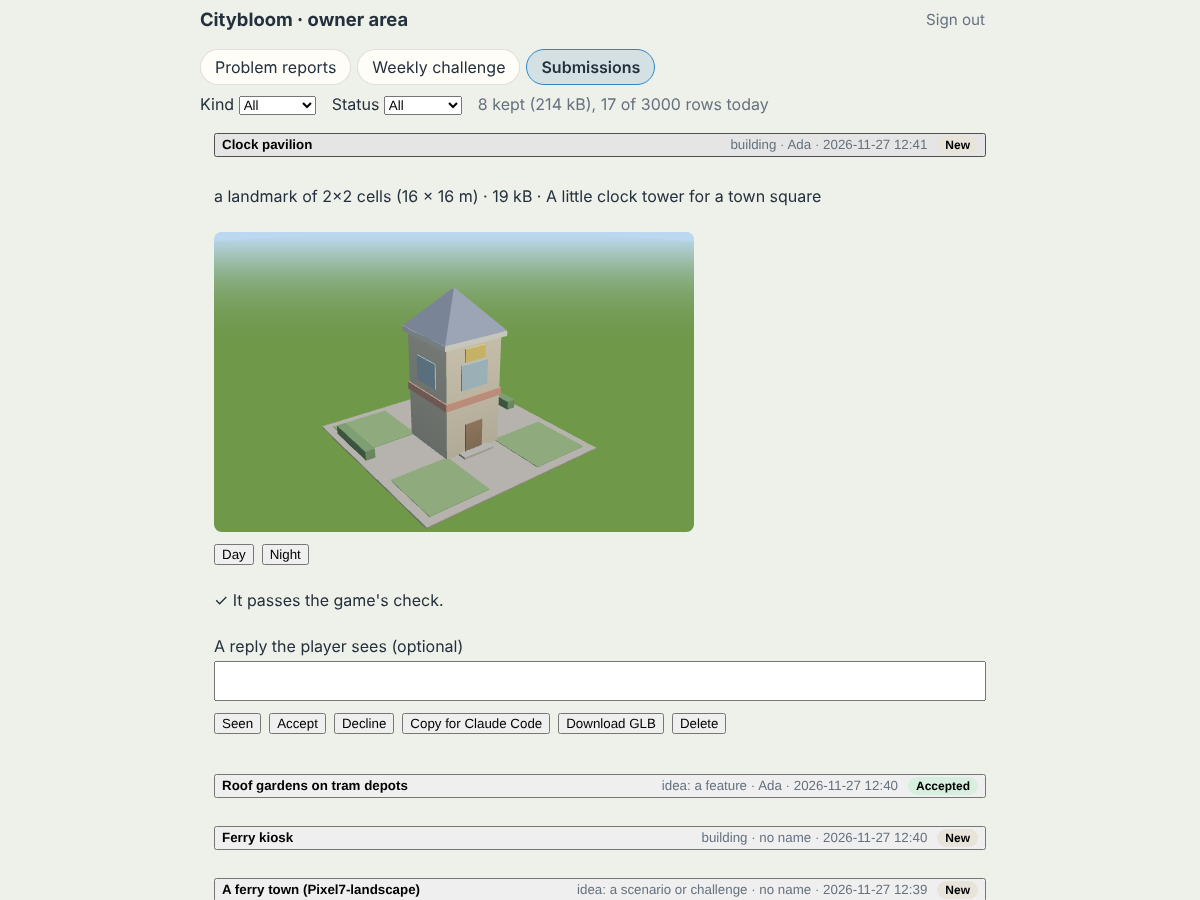 Citybloom · owner area
Sign out
Problem reports
Weekly challenge
Submissions
Kind All Status All 8 kept (214 kB), 17 of 3000 rows today
Clock pavilion building · Ada · 2026-11-27 12:41 New
a landmark of 2×2 cells (16 × 16 m) · 19 kB · A little clock tower for a town square
Day Night
✓ It passes the game's check.
A reply the player sees (optional)
Seen Accept Decline Copy for Claude Code Download GLB Delete
Roof gardens on tram depots idea: a feature · Ada · 2026-11-27 12:40 Accepted
Ferry kiosk building · no name · 2026-11-27 12:40 New
A ferry town (Pixel7-landscape) idea: a scenario or challenge · no name · 2026-11-27 12:39 New